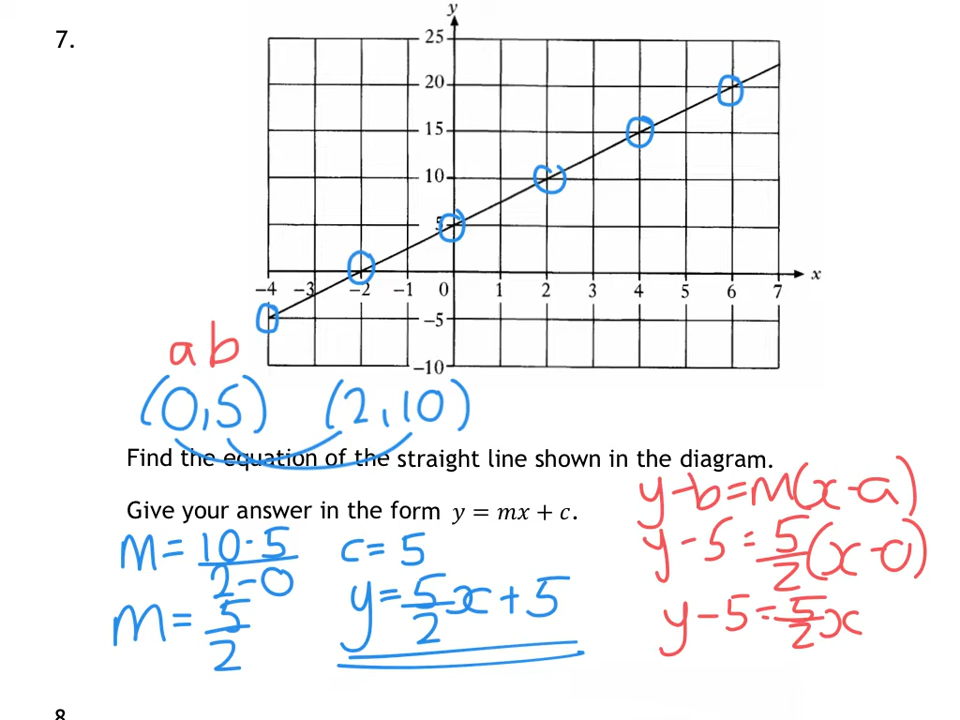 7.
y
25
20
15
10
5
-4 -3 -2 -1 0 1 2 3 4 5 6 7 x
-5
-10
a b
(0,5) (2,10)
Find the equation of the straight line shown in the diagram.
Give your answer in the form y = mx + c.
m = 10-5
2-0
m = 5
2
c = 5
y = 5/2 x + 5
y-b=m(x-a)
y-5=5/2(x-0)
y-5=5/2 x
8